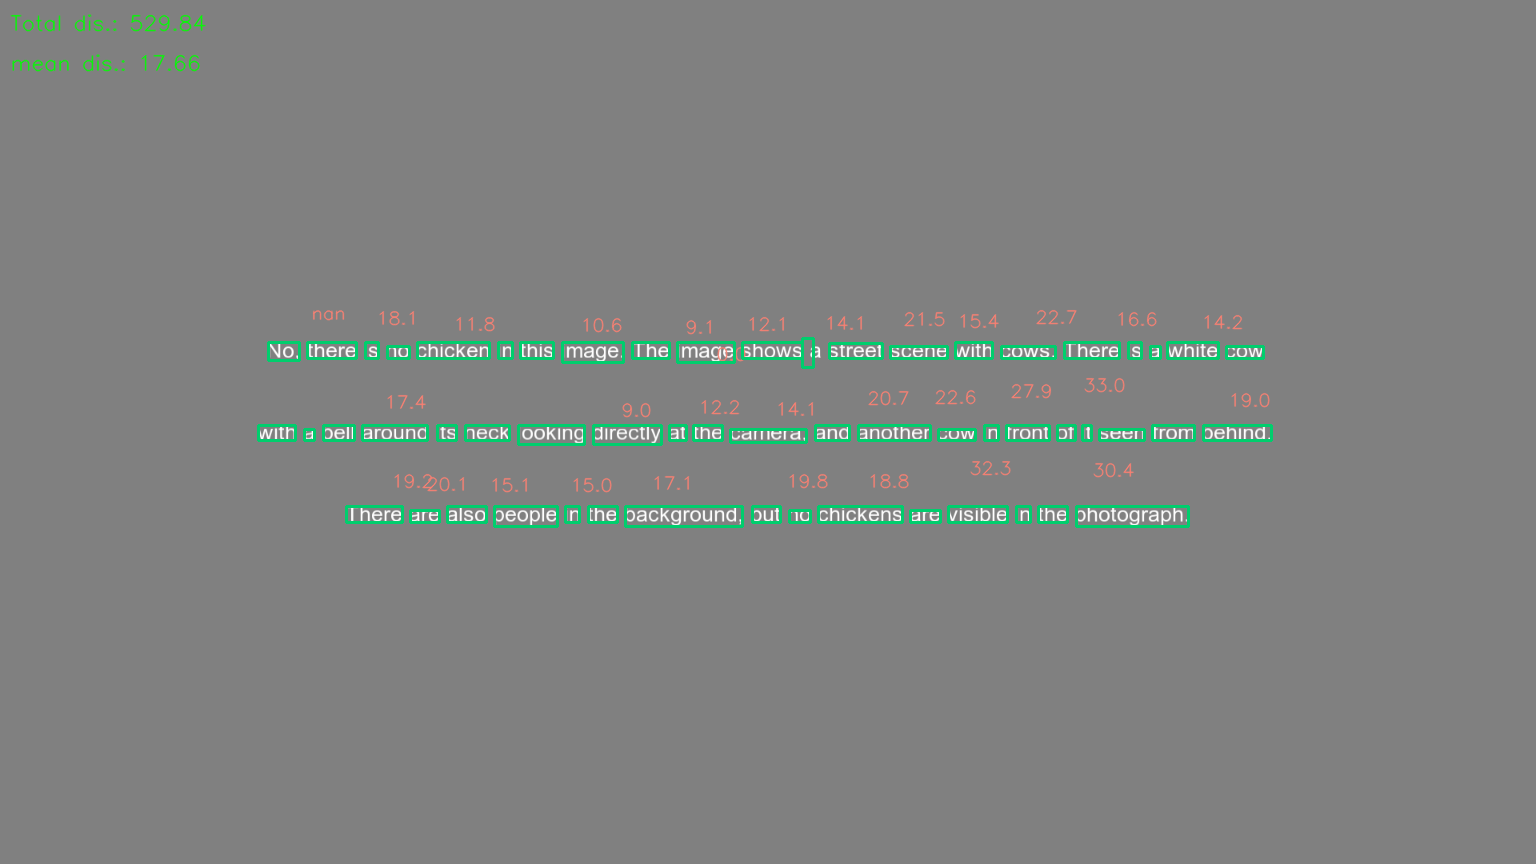 Total dis.: 529.84
mean dis.: 17.66
nan 18.1 11.8 10.6 9.1 12.1 14.1 21.5 15.4 22.7 16.6 14.2
No, there s no chicken n this mage. The mage shows a street scene with cows. There s a white cow
17.4 9.0 12.2 14.1 20.7 22.6 27.9 33.0 19.0
with a bell around ts neck ooking directly at the camera, and another cow n front of t seen from behind.
19.2 20.1 15.1 15.0 17.1 19.8 18.8 32.3 30.4
There are also people in the background, but no chickens are visible n the photograph.